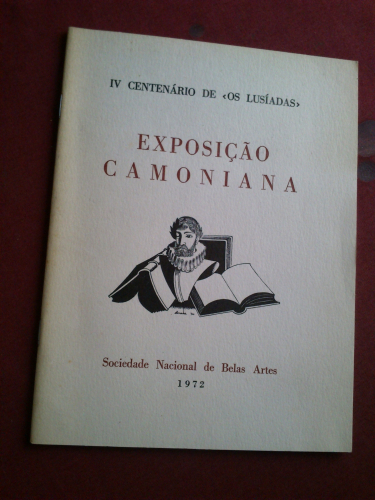 IV CENTENÁRIO DE «OS LUSÍADAS»
EXPOSIÇÃO
CAMONIANA
Sociedade Nacional de Belas Artes
1972